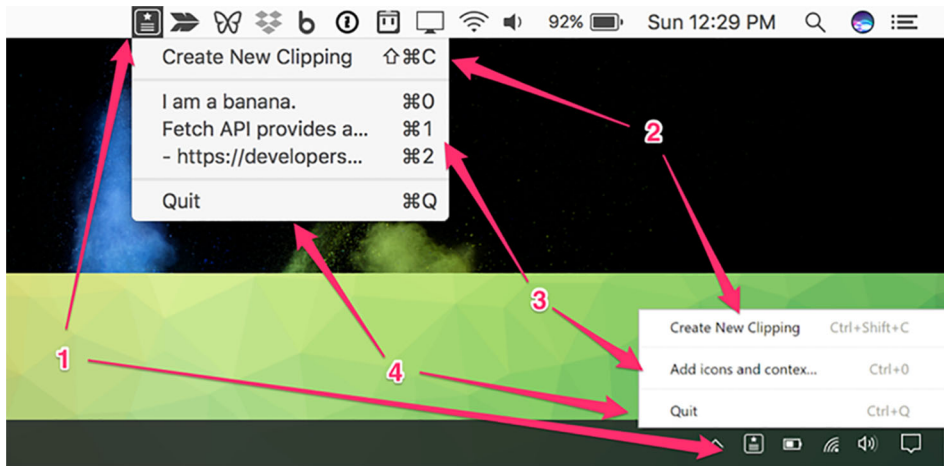 92% Sun 12:29 PM
Create New Clipping ⇧⌘C
I am a banana. ⌘0
Fetch API provides a... ⌘1
- https://developers... ⌘2
Quit ⌘Q
2
3
1
4
Create New Clipping Ctrl+Shift+C
Add icons and contex... Ctrl+0
Quit Ctrl+Q